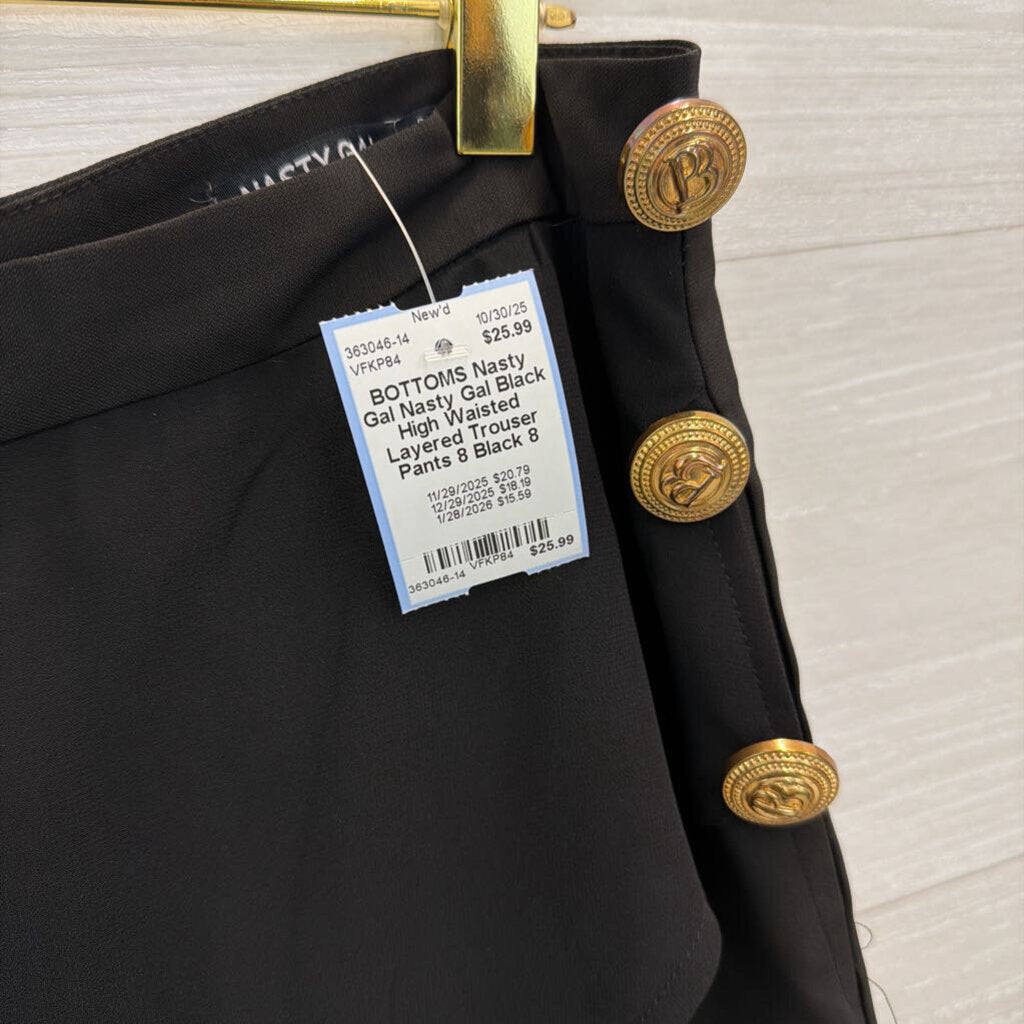 NASTY GAL
New'd
363046-14 10/30/25
VFKP84 $25.99
BOTTOMS Nasty
Gal Nasty Gal Black
High Waisted
Layered Trouser
Pants 8 Black 8
11/29/2025 $20.79
12/29/2025 $18.19
1/28/2026 $15.59
363046-14 VFKP84 $25.99